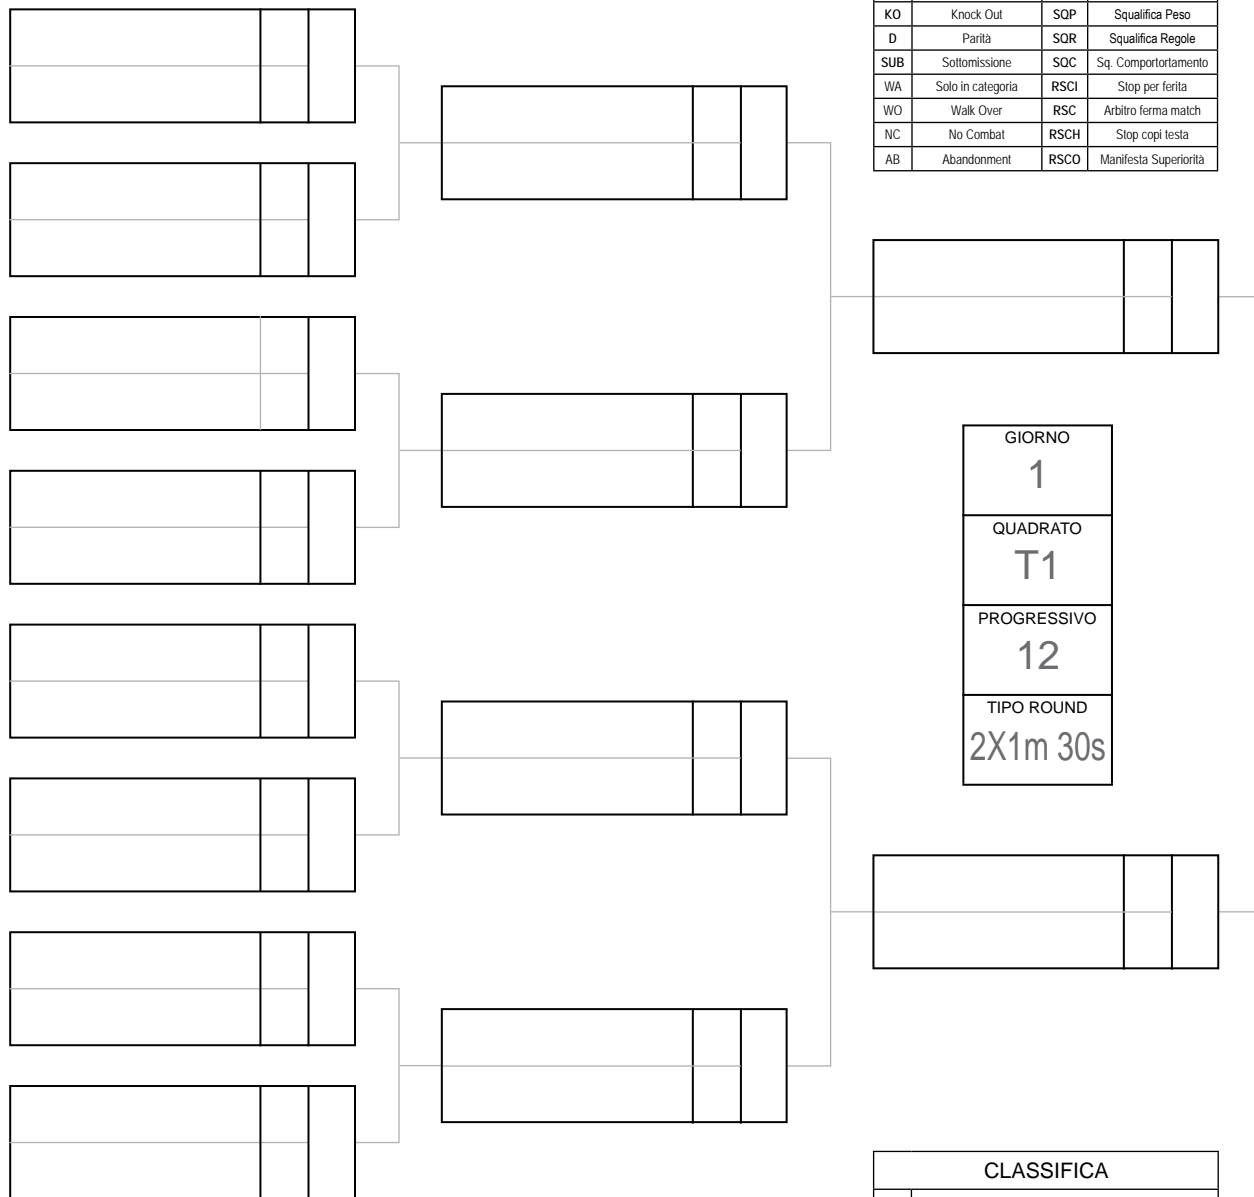 KO Knock Out SQP Squalifica Peso
D Parità SQR Squalifica Regole
SUB Sottomissione SQC Sq. Comportortamento
WA Solo in categoria RSCI Stop per ferita
WO Walk Over RSC Arbitro ferma match
NC No Combat RSCH Stop copi testa
AB Abandonment RSCO Manifesta Superiorità
GIORNO
1
QUADRATO
T1
PROGRESSIVO
12
TIPO ROUND
2X1m 30s
CLASSIFICA